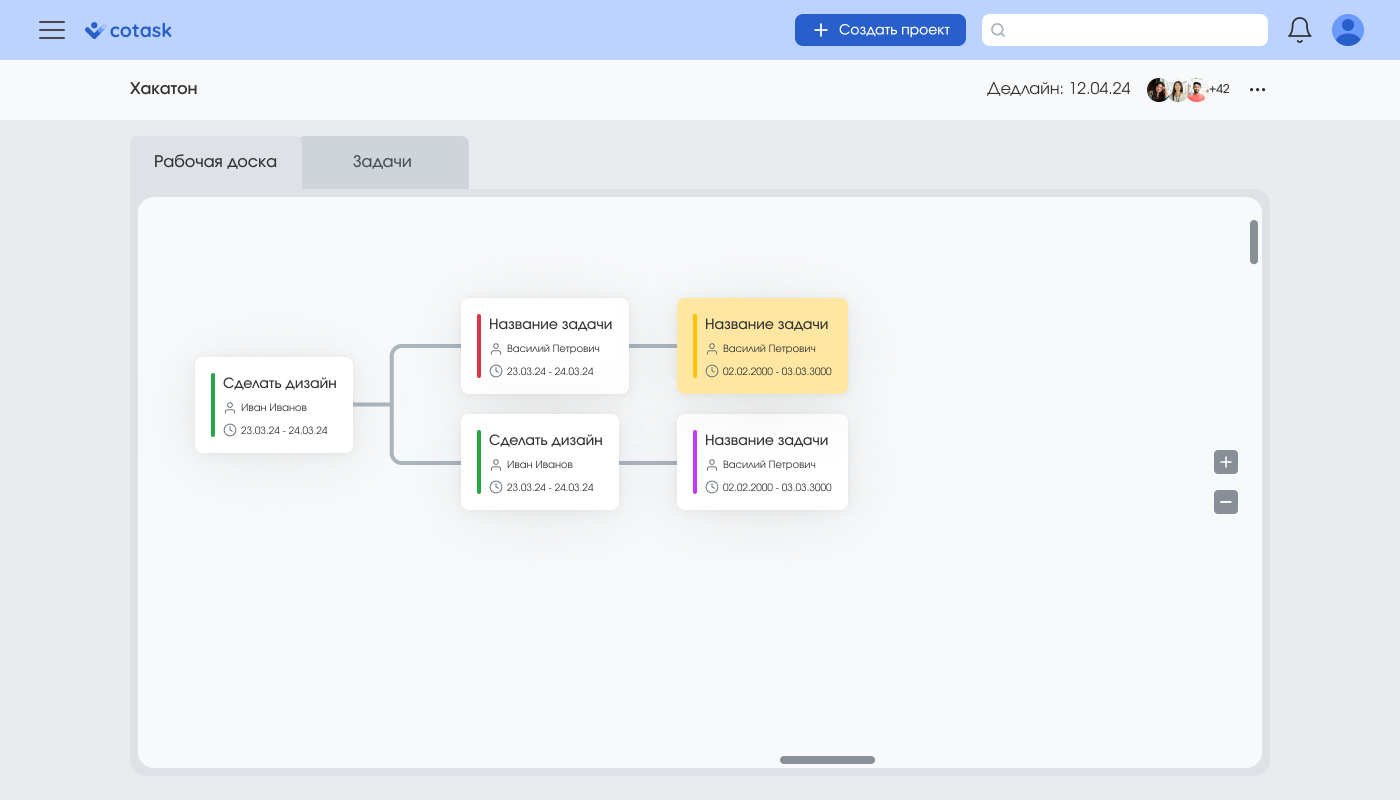 cotask
Создать проект
Хакатон
Дедлайн: 12.04.24
+42
Рабочая доска
Задачи
Сделать дизайн
Иван Иванов
23.03.24 - 24.03.24
Название задачи
Василий Петрович
23.03.24 - 24.03.24
Название задачи
Василий Петрович
02.02.2000 - 03.03.3000
Сделать дизайн
Иван Иванов
23.03.24 - 24.03.24
Название задачи
Василий Петрович
02.02.2000 - 03.03.3000